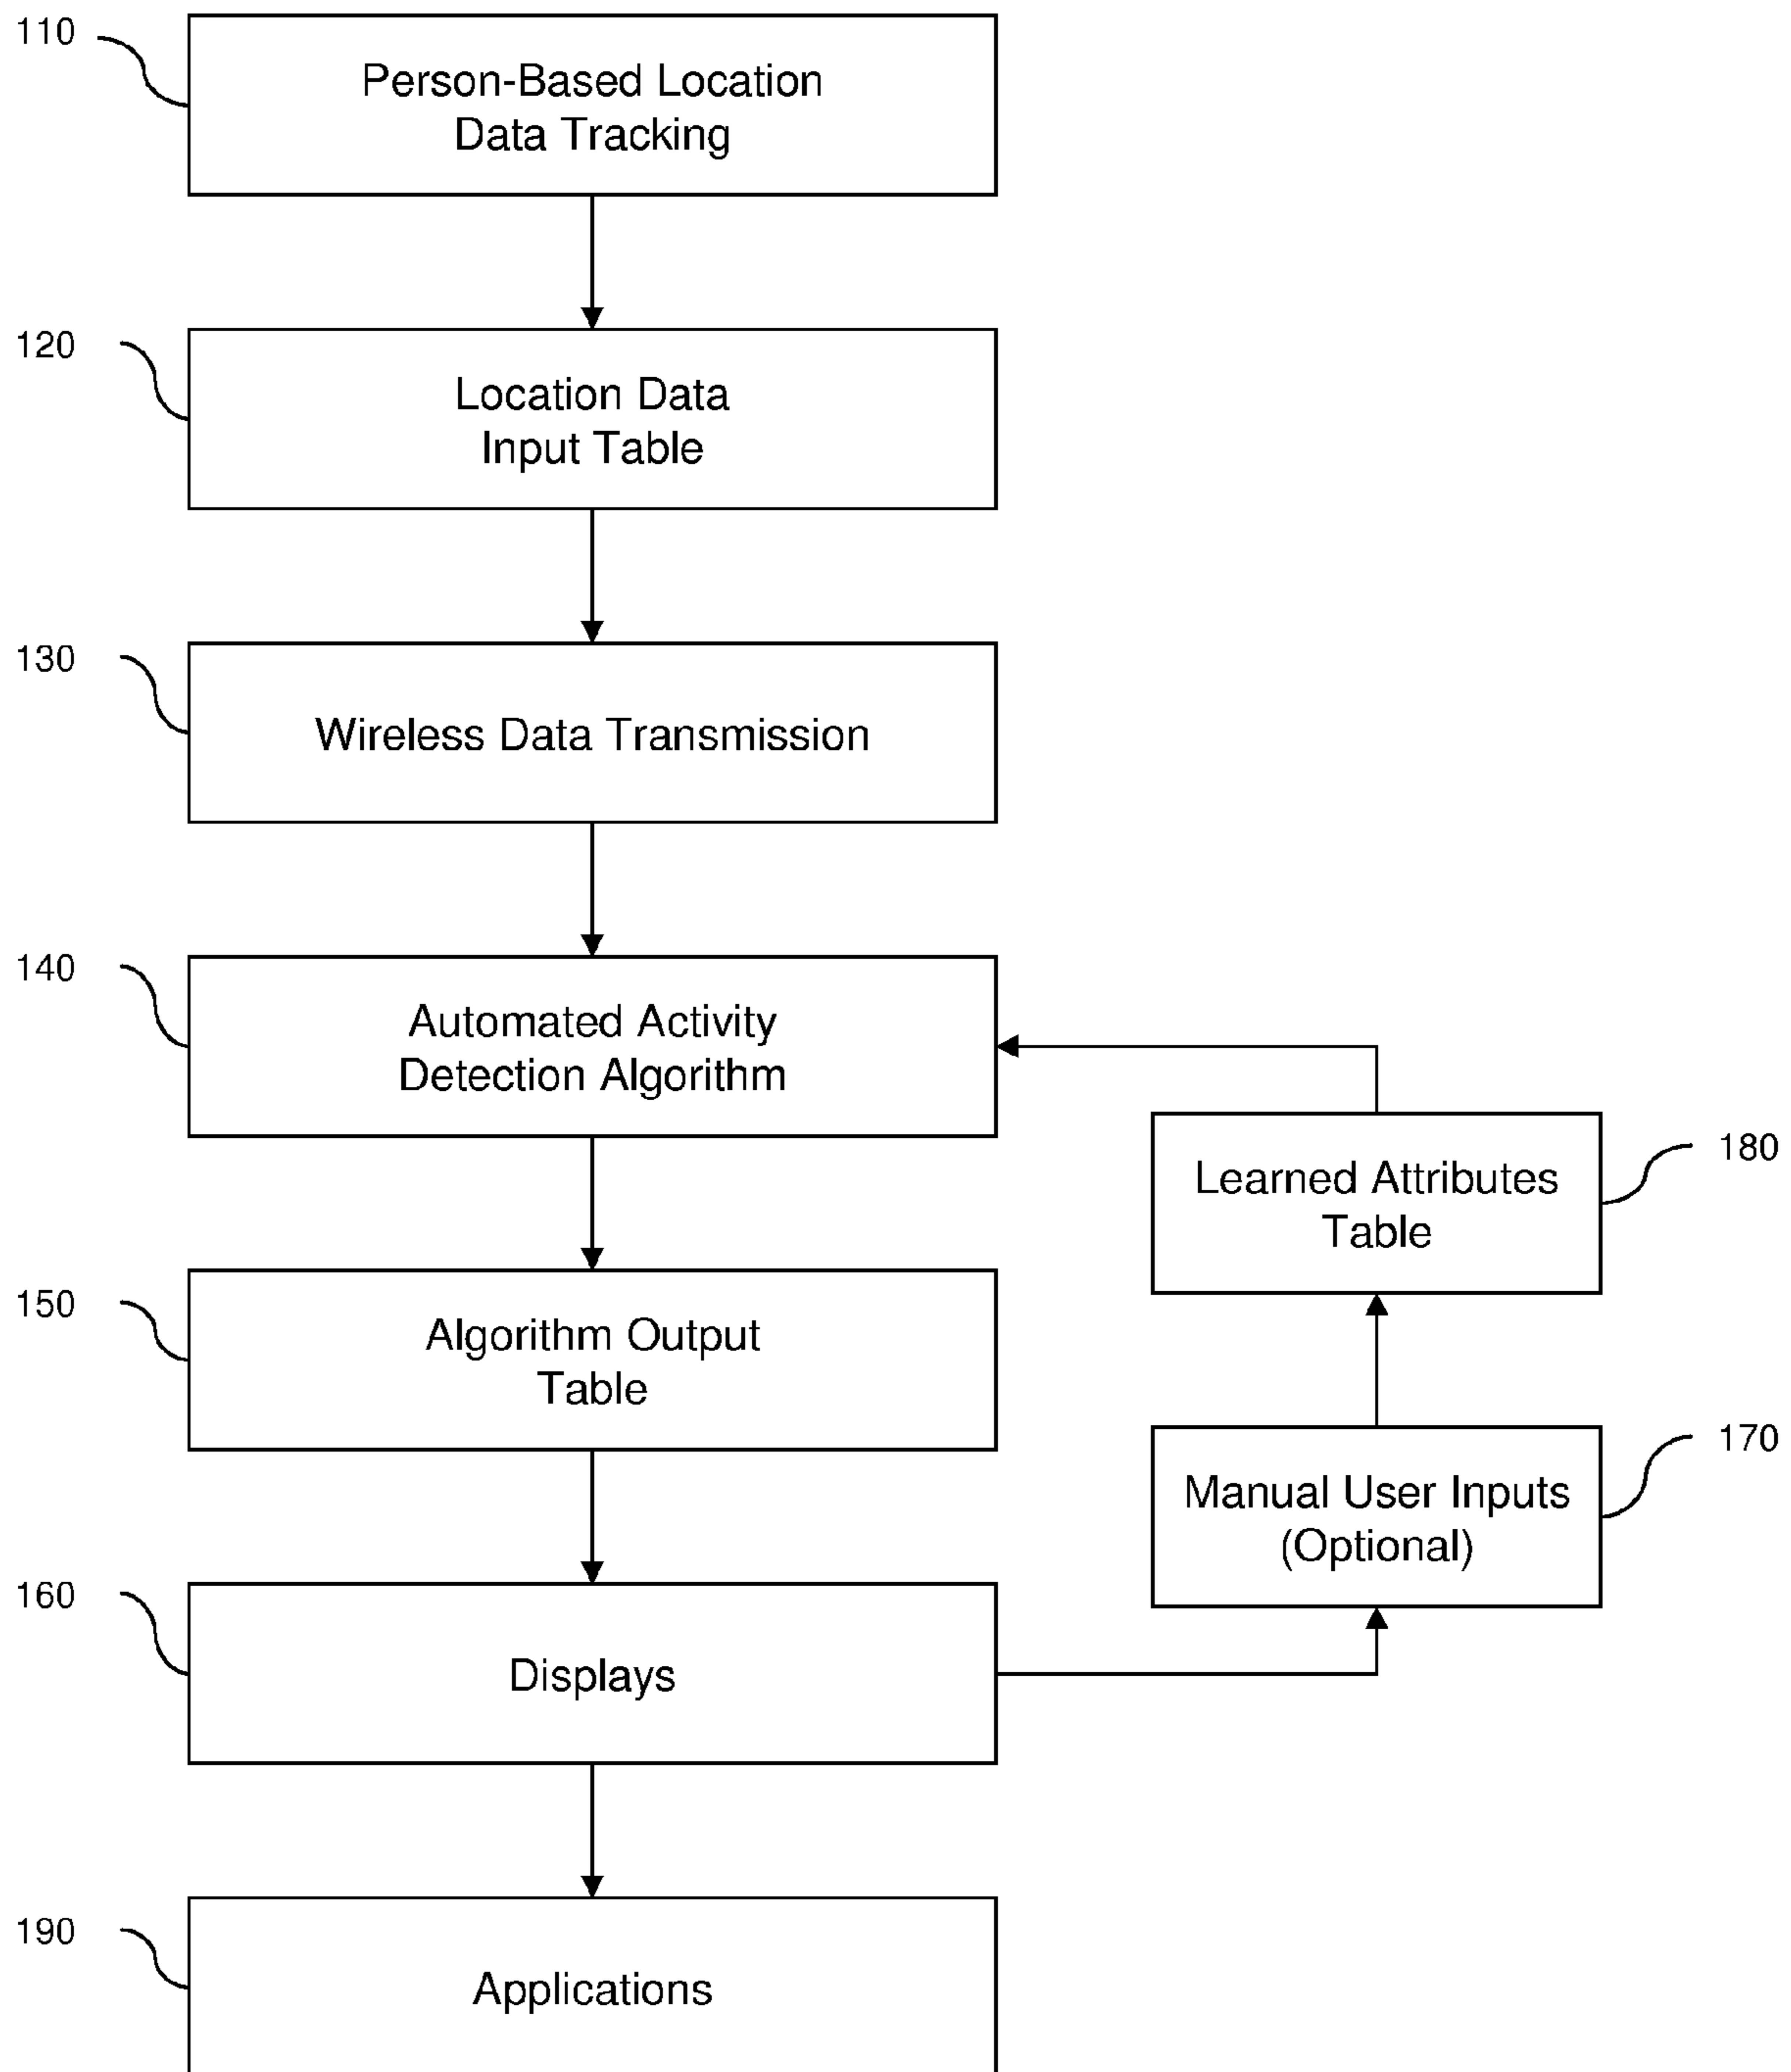 110
Person-Based Location
Data Tracking
120
Location Data
Input Table
130
Wireless Data Transmission
140
Automated Activity
Detection Algorithm
180
Learned Attributes
Table
150
Algorithm Output
Table
170
Manual User Inputs
(Optional)
160
Displays
190
Applications